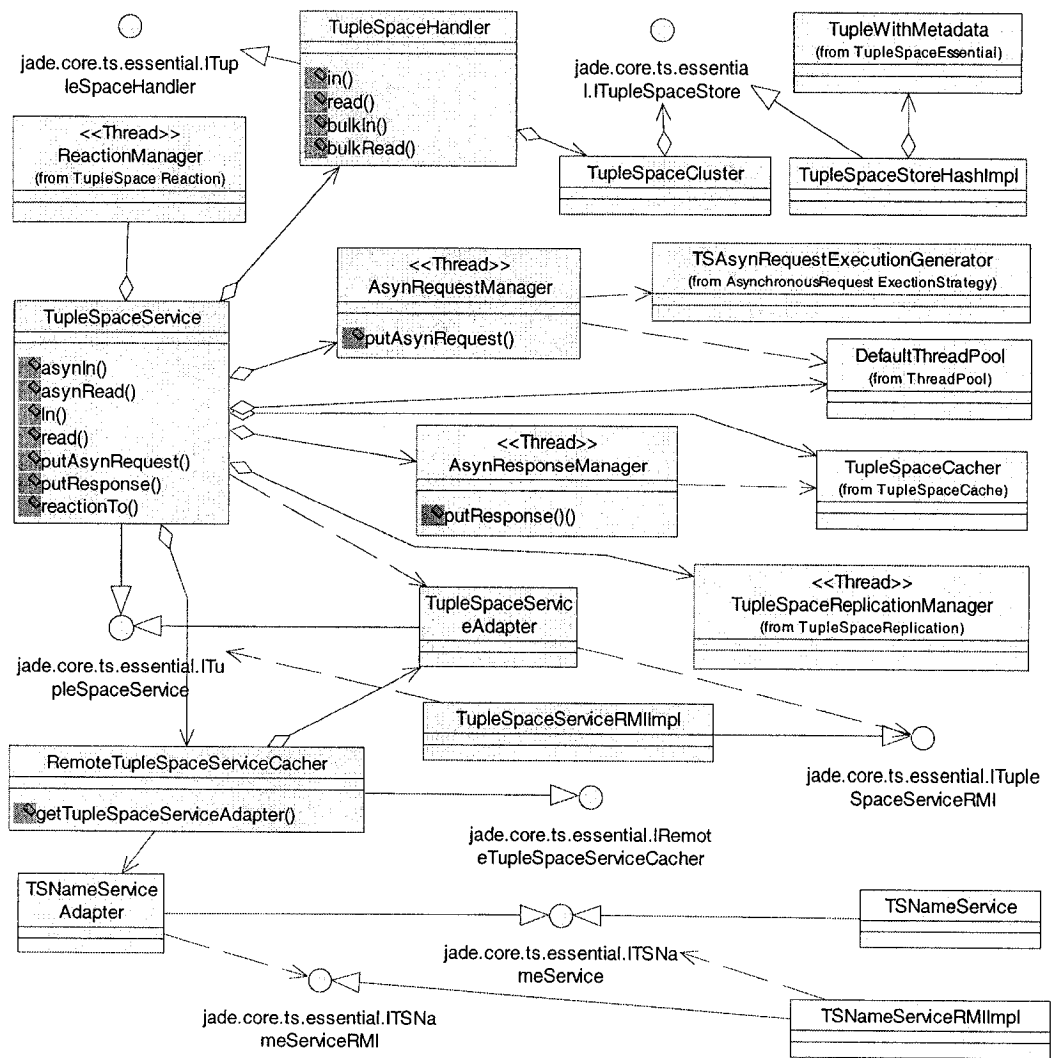 TupleSpaceHandler
in()
read()
bulkIn()
bulkRead()
jade.core.ts.essential.ITup
leSpaceHandler
jade.core.ts.essentia
l.ITupleSpaceStore
TupleWithMetadata
(from TupleSpaceEssential)
<<Thread>>
ReactionManager
(from TupleSpace Reaction)
TupleSpaceCluster
TupleSpaceStoreHashImpl
<<Thread>>
AsynRequestManager
putAsynRequest()
TSAsynRequestExecutionGenerator
(from AsynchronousRequest ExectionStrategy)
TupleSpaceService
asynIn()
asynRead()
In()
read()
putAsynRequest()
putResponse()
reactionTo()
DefaultThreadPool
(from ThreadPool)
<<Thread>>
AsynResponseManager
putResponse()()
TupleSpaceCacher
(from TupleSpaceCache)
<<Thread>>
TupleSpaceReplicationManager
(from TupleSpaceReplication)
TupleSpaceServic
eAdapter
jade.core.ts.essential.ITu
pleSpaceService
TupleSpaceServiceRMIImpl
jade.core.ts.essential.ITuple
SpaceServiceRMI
RemoteTupleSpaceServiceCacher
getTupleSpaceServiceAdapter()
jade.core.ts.essential.IRemot
eTupleSpaceServiceCacher
TSNameService
Adapter
TSNameService
jade.core.ts.essential.ITSNa
meService
jade.core.ts.essential.ITSNa
meServiceRMI
TSNameServiceRMIImpl